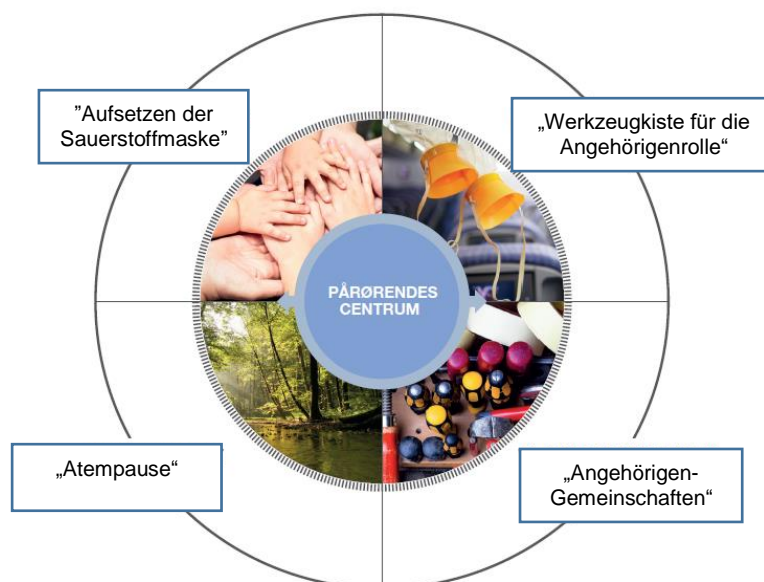 ”Aufsetzen der
Sauerstoffmaske”
„Werkzeugkiste für die
Angehörigenrolle“
PÅRØRENDES
CENTRUM
„Atempause“
„Angehörigen-
Gemeinschaften“